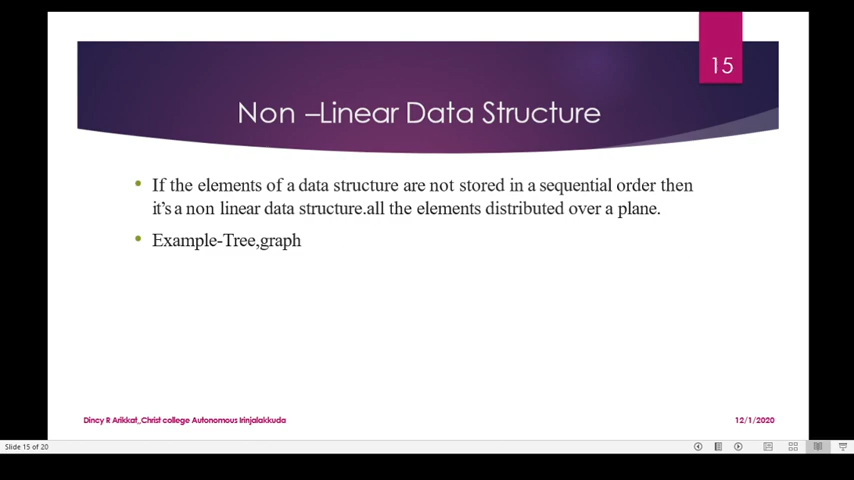 15
Non –Linear Data Structure
If the elements of a data structure are not stored in a sequential order then
it's a non linear data structure.all the elements distributed over a plane.
Example-Tree,graph
Dincy R Arikkat,,Christ college Autonomous Irinjalakkuda
12/1/2020
Slide 15 of 20